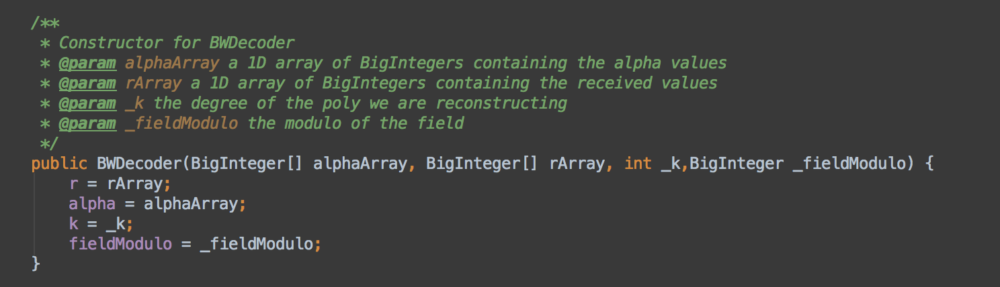 /**
 * Constructor for BWDecoder
 * @param alphaArray a 1D array of BigIntegers containing the alpha values
 * @param rArray a 1D array of BigIntegers containing the received values
 * @param _k the degree of the poly we are reconstructing
 * @param _fieldModulo the modulo of the field
 */
public BWDecoder(BigInteger[] alphaArray, BigInteger[] rArray, int _k,BigInteger _fieldModulo) {
    r = rArray;
    alpha = alphaArray;
    k = _k;
    fieldModulo = _fieldModulo;
}